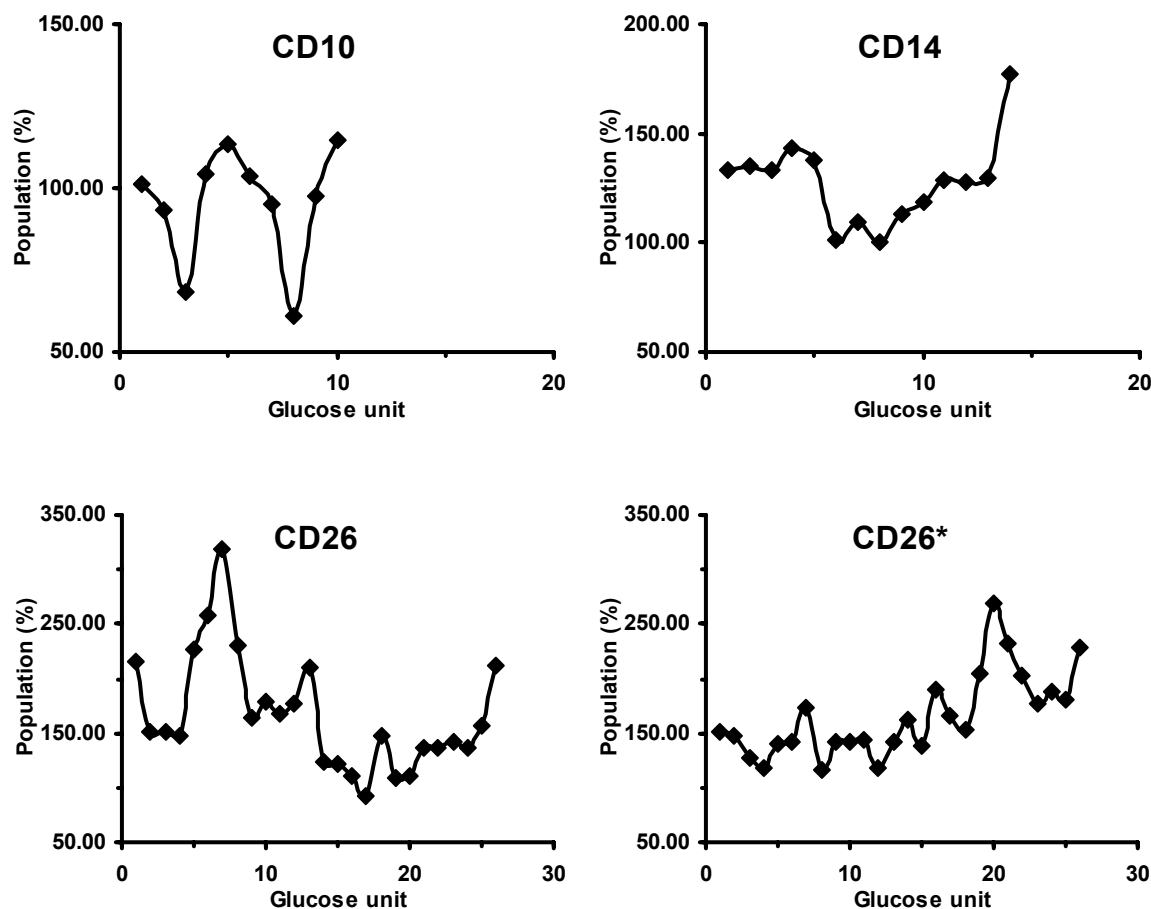 CD10
150.00
100.00
50.00
Population (%)
0 10 20
Glucose unit
CD14
200.00
150.00
100.00
50.00
Population (%)
0 10 20
Glucose unit
CD26
350.00
250.00
150.00
50.00
Population (%)
0 10 20 30
Glucose unit
CD26*
350.00
250.00
150.00
50.00
Population (%)
0 10 20 30
Glucose unit